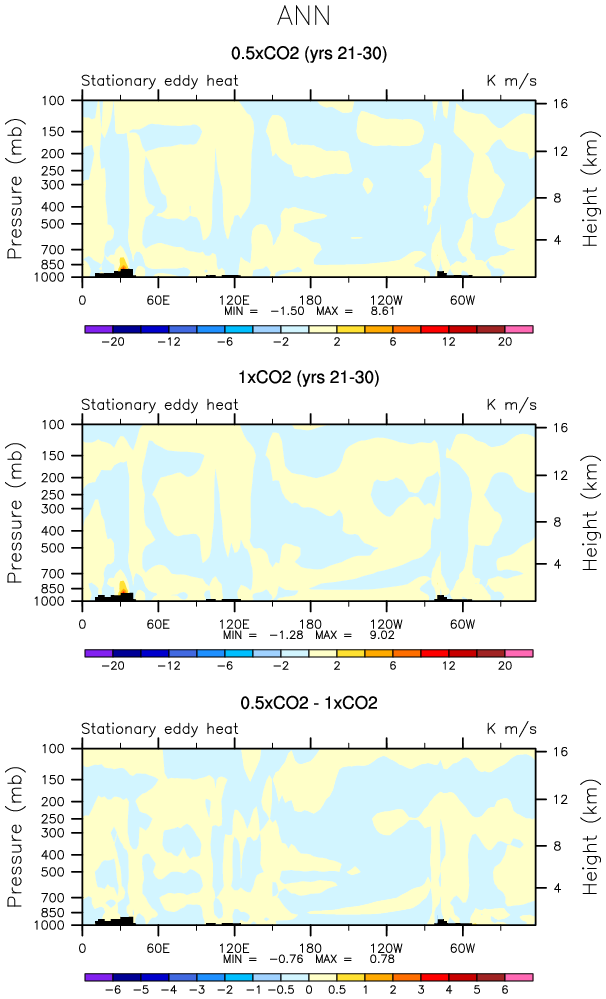 ANN
0.5xCO2 (yrs 21-30)
Stationary eddy heat K m/s
Pressure (mb)
100
150
200
250
300
400
500
700
850
1000
16
12
8
4
Height (km)
0 60E 120E 180 120W 60W
MIN = -1.50 MAX = 8.61
-20 -12 -6 -2 2 6 12 20
1xCO2 (yrs 21-30)
Stationary eddy heat K m/s
Pressure (mb)
100
150
200
250
300
400
500
700
850
1000
16
12
8
4
Height (km)
0 60E 120E 180 120W 60W
MIN = -1.28 MAX = 9.02
-20 -12 -6 -2 2 6 12 20
0.5xCO2 - 1xCO2
Stationary eddy heat K m/s
Pressure (mb)
100
150
200
250
300
400
500
700
850
1000
16
12
8
4
Height (km)
0 60E 120E 180 120W 60W
MIN = -0.76 MAX = 0.78
-6 -5 -4 -3 -2 -1 -0.5 0 0.5 1 2 3 4 5 6